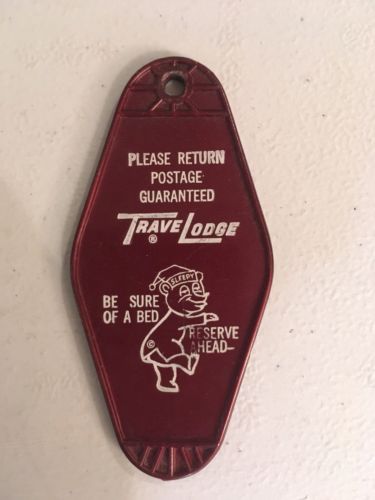 PLEASE RETURN
POSTAGE
GUARANTEED
TRAVELODGE
®
SLEEPY
BE SURE
OF A BED
RESERVE
AHEAD—
©